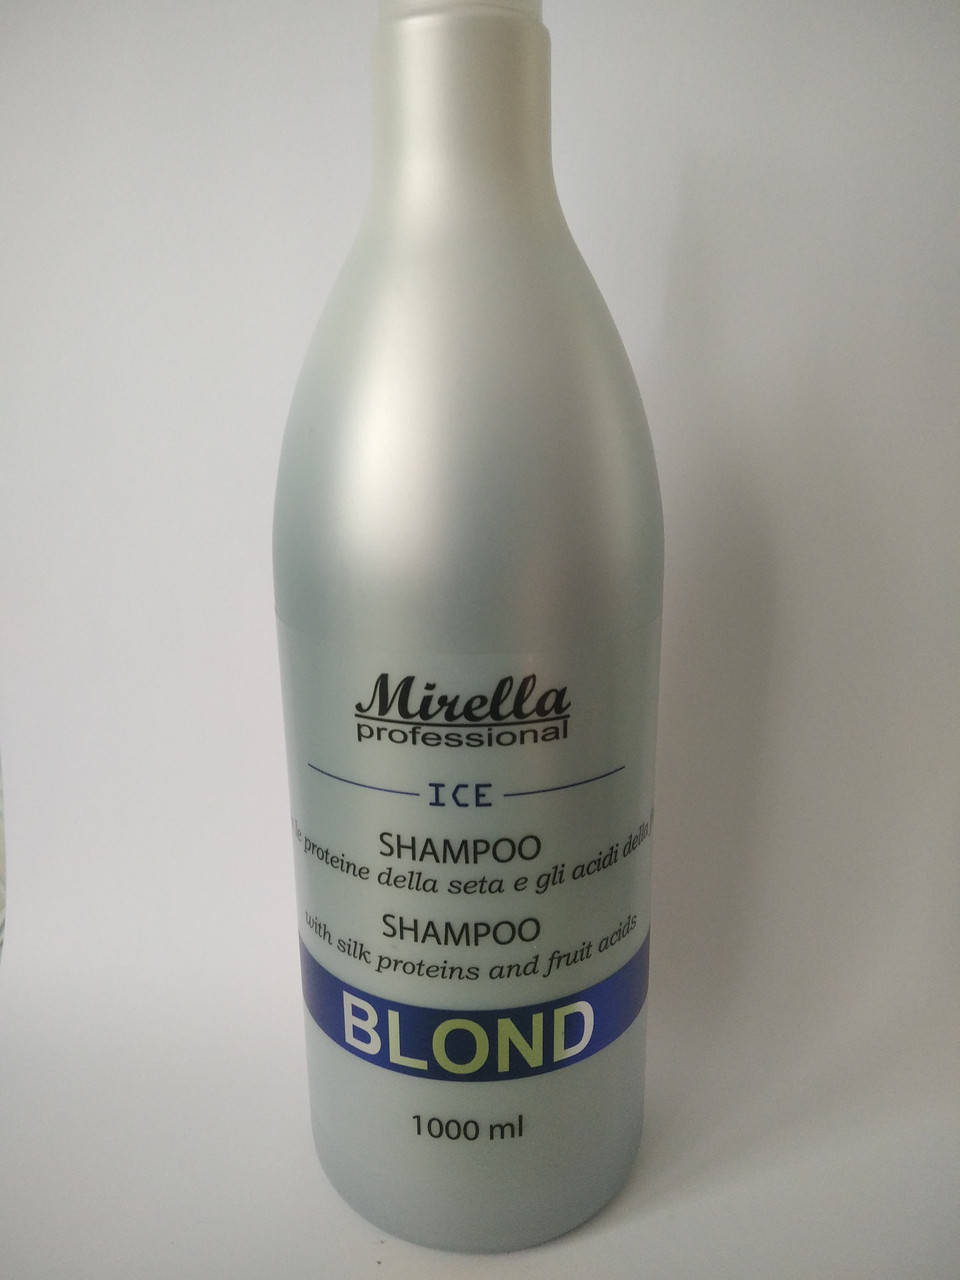 Mirella
professional
ICE
SHAMPOO
le proteine della seta e gli acidi della
SHAMPOO
with silk proteins and fruit acids
BLOND
1000 ml